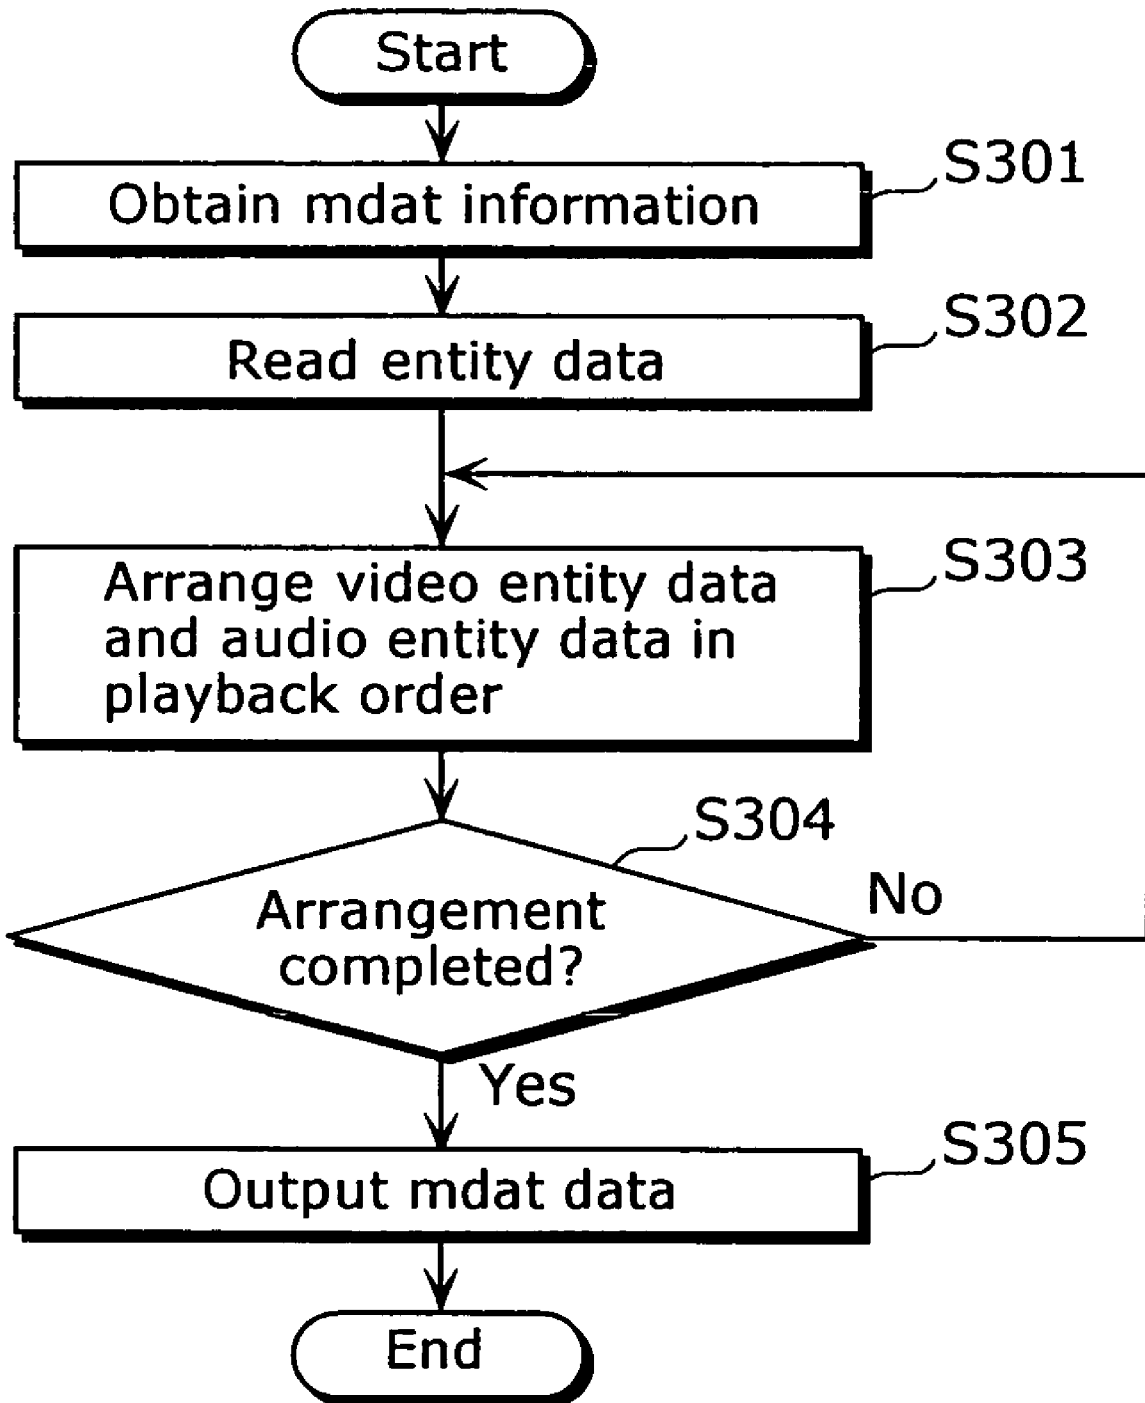 Start
S301
Obtain mdat information
S302
Read entity data
S303
Arrange video entity data
and audio entity data in
playback order
S304
Arrangement
completed?
No
Yes
S305
Output mdat data
End